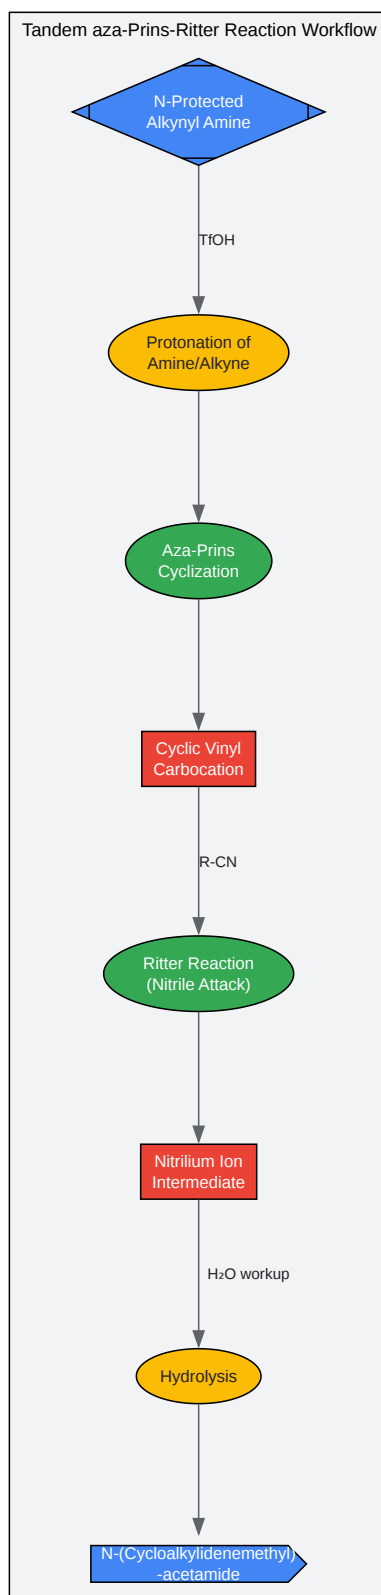 Tandem aza-Prins-Ritter Reaction Workflow
N-Protected
Alkynyl Amine
TfOH
Protonation of
Amine/Alkyne
Aza-Prins
Cyclization
Cyclic Vinyl
Carbocation
R-CN
Ritter Reaction
(Nitrile Attack)
Nitrilium Ion
Intermediate
H₂O workup
Hydrolysis
N-(Cycloalkylidenemethyl)
-acetamide